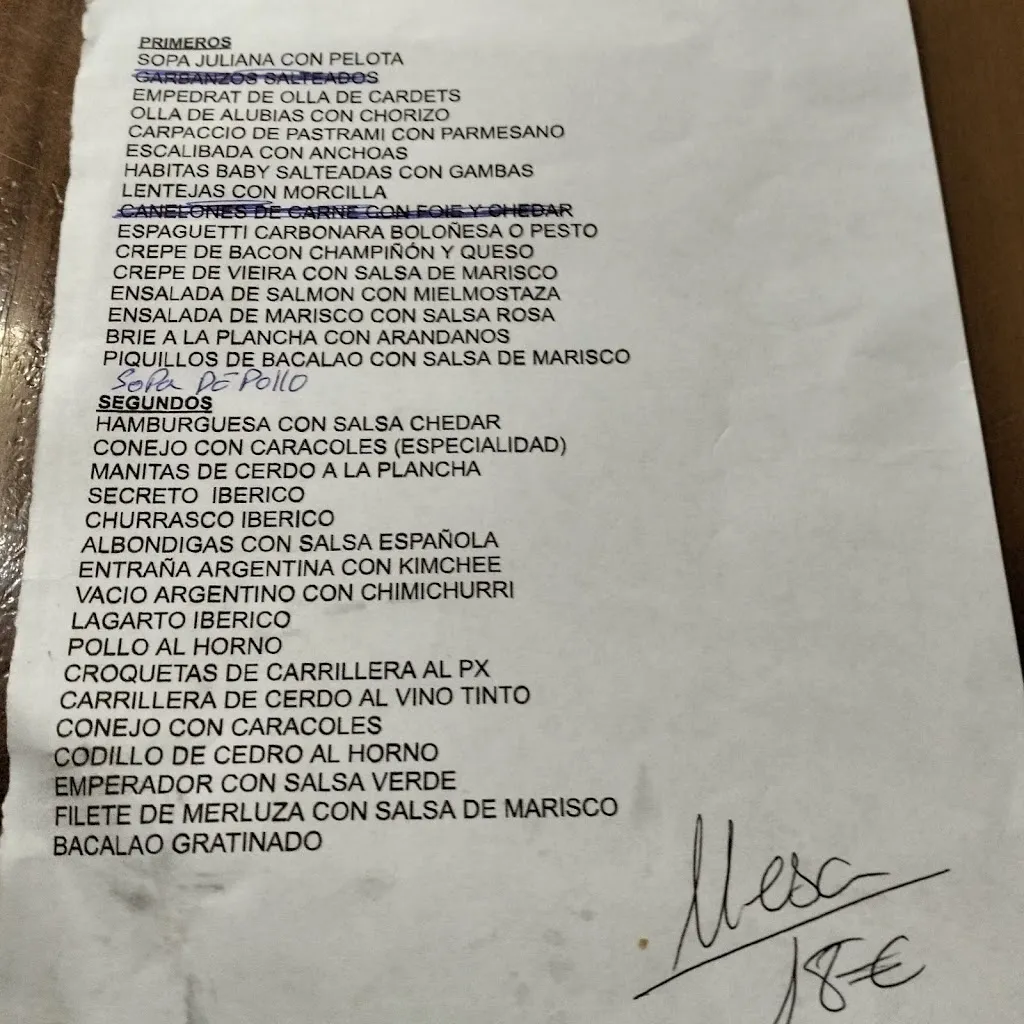 PRIMEROS
SOPA JULIANA CON PELOTA
GARBANZOS SALTEADOS
EMPEDRAT DE OLLA DE CARDETS
OLLA DE ALUBIAS CON CHORIZO
CARPACCIO DE PASTRAMI CON PARMESANO
ESCALIBADA CON ANCHOAS
HABITAS BABY SALTEADAS CON GAMBAS
LENTEJAS CON MORCILLA
CANELONES DE CARNE CON FOIE Y CHEDAR
ESPAGUETTI CARBONARA BOLOÑESA O PESTO
CREPE DE BACON CHAMPIÑÓN Y QUESO
CREPE DE VIEIRA CON SALSA DE MARISCO
ENSALADA DE SALMON CON MIELMOSTAZA
ENSALADA DE MARISCO CON SALSA ROSA
BRIE A LA PLANCHA CON ARANDANOS
PIQUILLOS DE BACALAO CON SALSA DE MARISCO
SOPA DE POLLO
SEGUNDOS
HAMBURGUESA CON SALSA CHEDAR
CONEJO CON CARACOLES (ESPECIALIDAD)
MANITAS DE CERDO A LA PLANCHA
SECRETO IBERICO
CHURRASCO IBERICO
ALBONDIGAS CON SALSA ESPAÑOLA
ENTRAÑA ARGENTINA CON KIMCHEE
VACIO ARGENTINO CON CHIMICHURRI
LAGARTO IBERICO
POLLO AL HORNO
CROQUETAS DE CARRILLERA AL PX
CARRILLERA DE CERDO AL VINO TINTO
CONEJO CON CARACOLES
CODILLO DE CEDRO AL HORNO
EMPERADOR CON SALSA VERDE
FILETE DE MERLUZA CON SALSA DE MARISCO
BACALAO GRATINADO
Mesa
18€